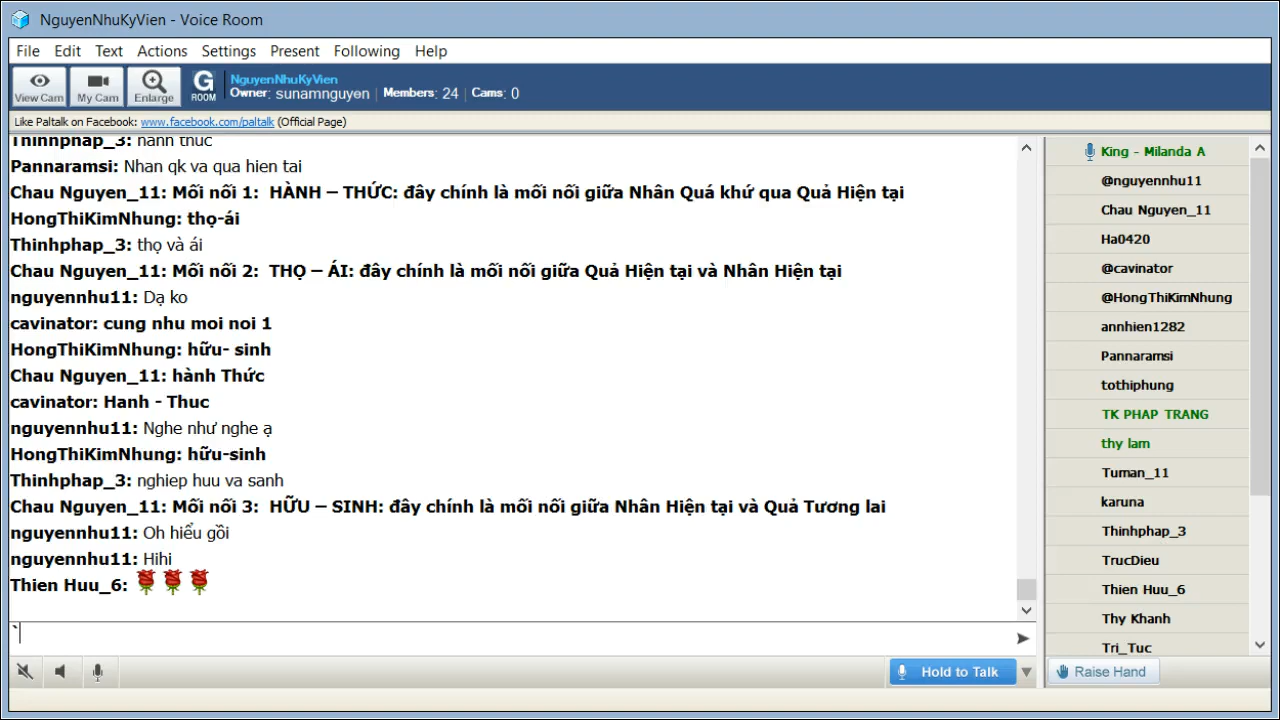 NguyenNhuKyVien - Voice Room
File Edit Text Actions Settings Present Following Help
View Cam My Cam Enlarge G ROOM NguyenNhuKyVien
Owner: sunamnguyen | Members: 24 | Cams: 0
Like Paltalk on Facebook: www.facebook.com/paltalk (Official Page)
Thinhphap_3: hanh thuc
Pannaramsi: Nhan qk va qua hien tai
Chau Nguyen_11: Mối nối 1: HÀNH – THỨC: đây chính là mối nối giữa Nhân Quá khứ qua Quả Hiện tại
HongThiKimNhung: thọ-ái
Thinhphap_3: thọ và ái
Chau Nguyen_11: Mối nối 2: THỌ – ÁI: đây chính là mối nối giữa Quả Hiện tại và Nhân Hiện tại
nguyennhu11: Dạ ko
cavinator: cung nhu moi noi 1
HongThiKimNhung: hữu- sinh
Chau Nguyen_11: hành Thức
cavinator: Hanh - Thuc
nguyennhu11: Nghe như nghe ạ
HongThiKimNhung: hữu-sinh
Thinhphap_3: nghiep huu va sanh
Chau Nguyen_11: Mối nối 3: HỮU – SINH: đây chính là mối nối giữa Nhân Hiện tại và Quả Tương lai
nguyennhu11: Oh hiểu gồi
nguyennhu11: Hihi
Thien Huu_6:
`
Hold to Talk
King - Milanda A
@nguyennhu11
Chau Nguyen_11
Ha0420
@cavinator
@HongThiKimNhung
annhien1282
Pannaramsi
tothiphung
TK PHAP TRANG
thy lam
Tuman_11
karuna
Thinhphap_3
TrucDieu
Thien Huu_6
Thy Khanh
Tri_Tuc
Raise Hand